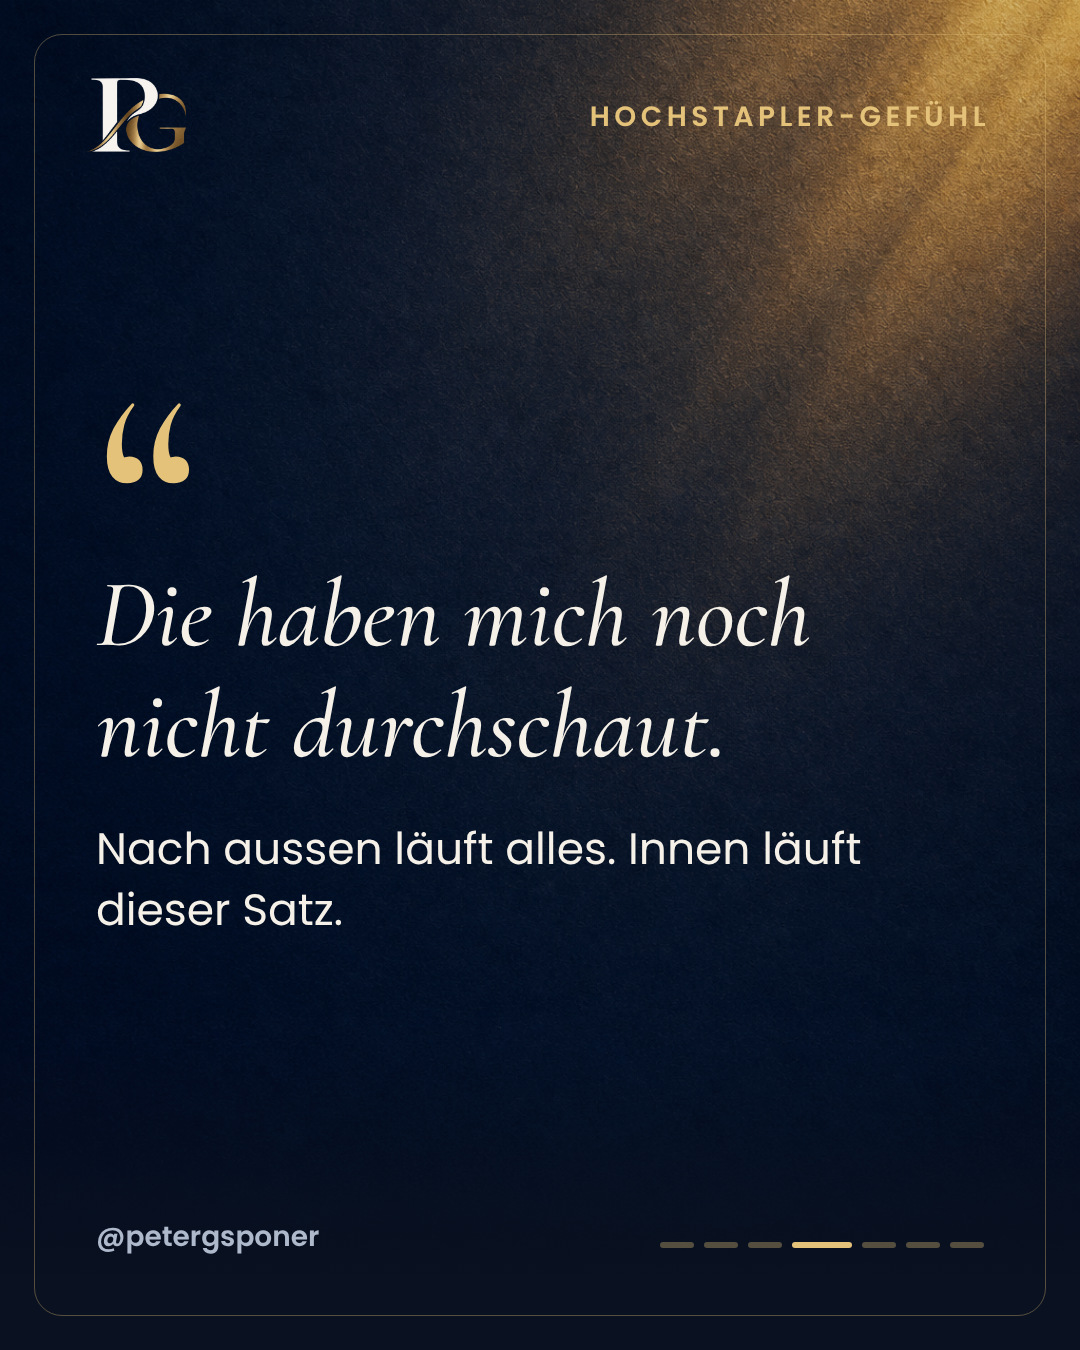 PG
HOCHSTAPLER-GEFÜHL
“
Die haben mich noch
nicht durchschaut.
Nach aussen läuft alles. Innen läuft
dieser Satz.
@petergsponer